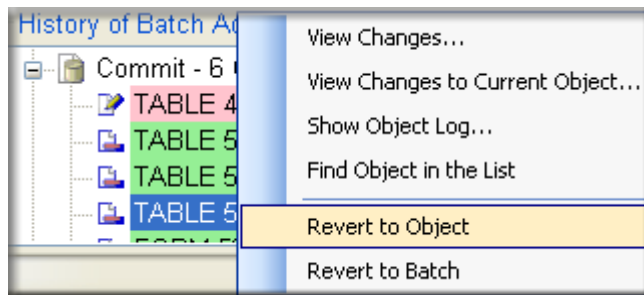 History of Batch
Commit - 6
TABLE 4
TABLE 5
TABLE 5
TABLE 5
View Changes...
View Changes to Current Object...
Show Object Log...
Find Object in the List
Revert to Object
Revert to Batch